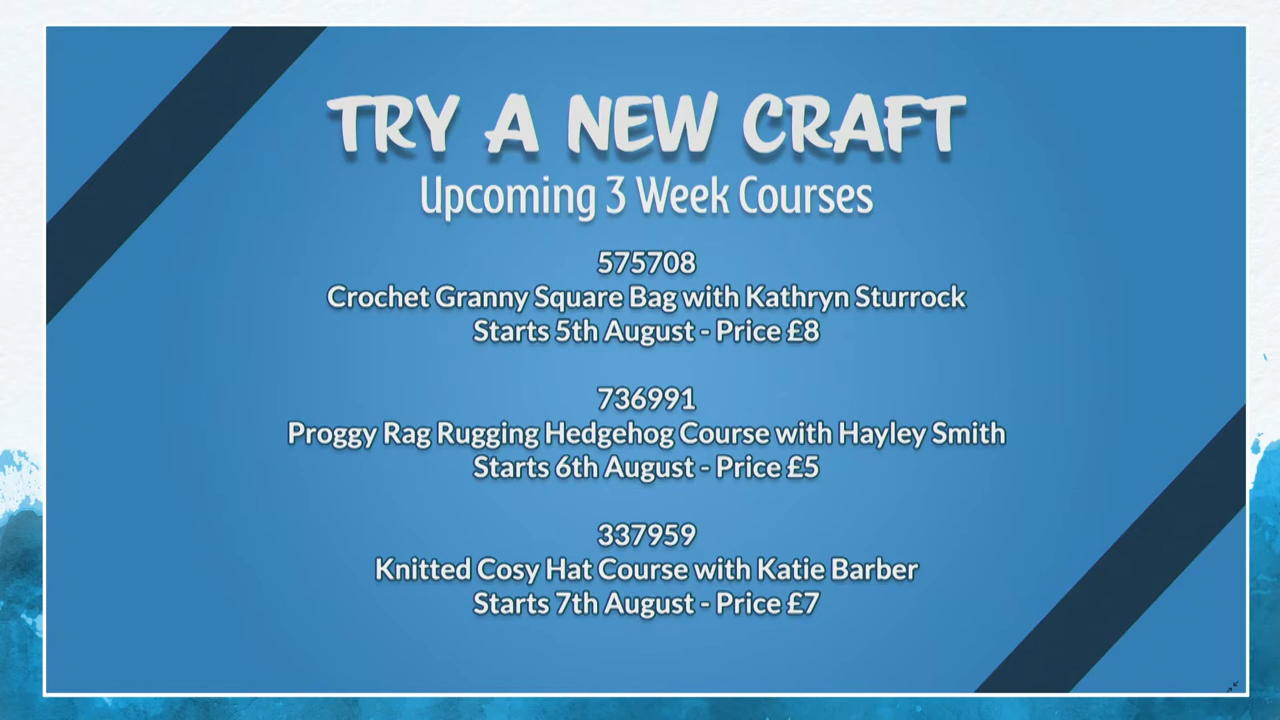 TRY A NEW CRAFT
Upcoming 3 Week Courses
575708
Crochet Granny Square Bag with Kathryn Sturrock
Starts 5th August - Price £8
736991
Proggy Rag Rugging Hedgehog Course with Hayley Smith
Starts 6th August - Price £5
337959
Knitted Cosy Hat Course with Katie Barber
Starts 7th August - Price £7